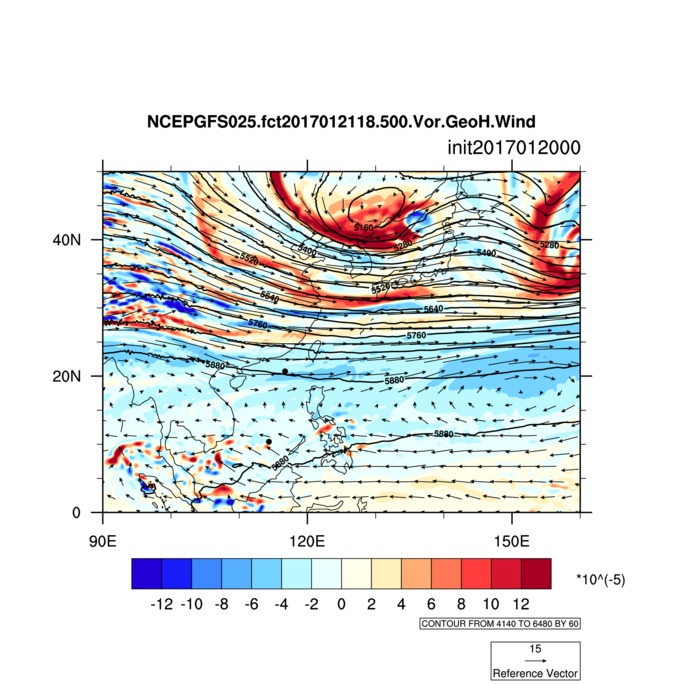 NCEPGFS025.fct2017012118.500.Vor.GeoH.Wind
init2017012000
40N
20N
0
5160
5280
5400
5520
5400
5280
5520
5640
5640
5760
5760
5880
5880
5880
5880
90E 120E 150E
-12 -10 -8 -6 -4 -2 0 2 4 6 8 10 12
*10^(-5)
CONTOUR FROM 4140 TO 6480 BY 60
15
Reference Vector